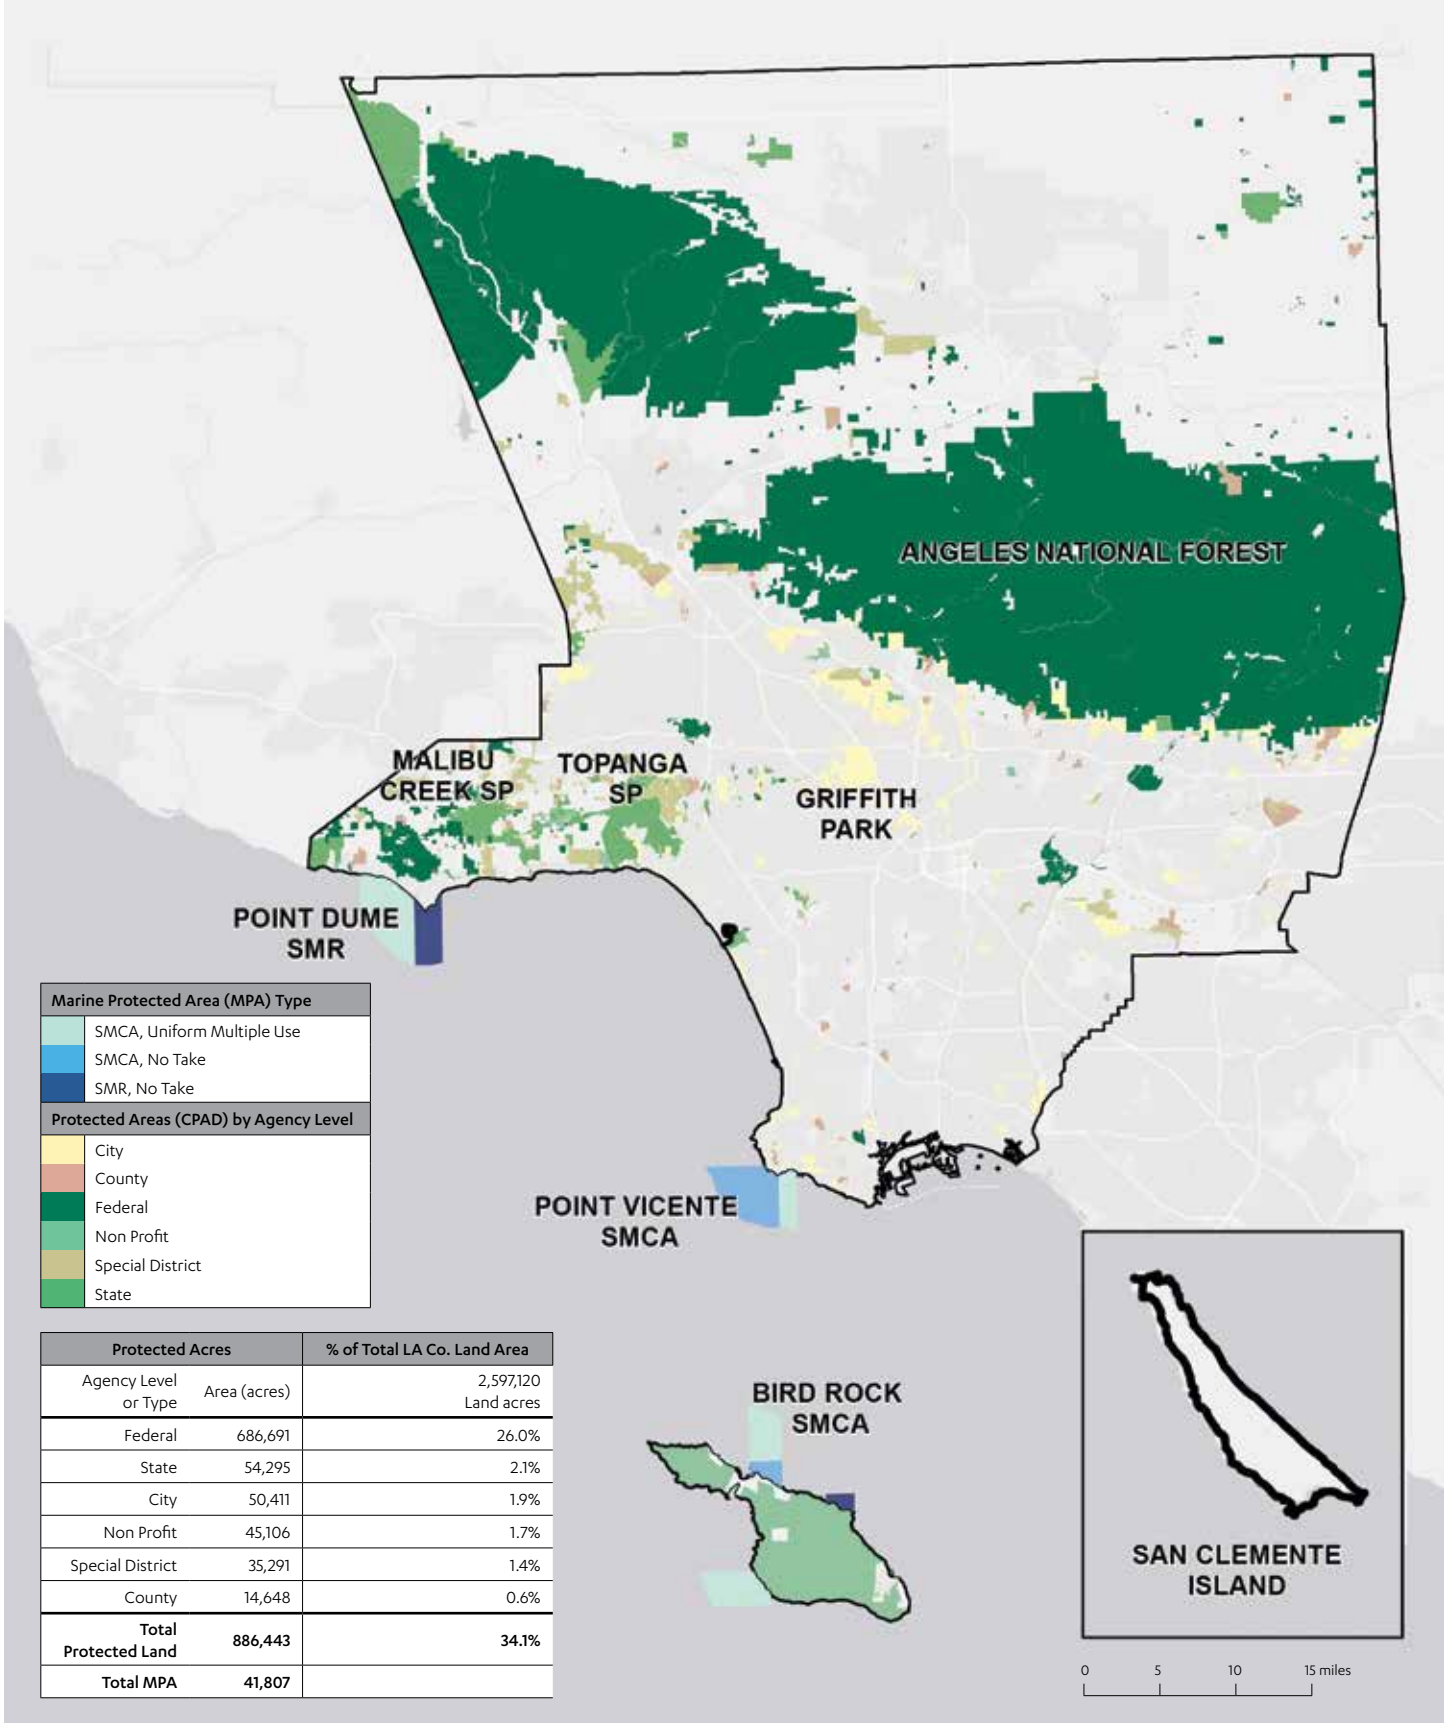 ANGELES NATIONAL FOREST
MALIBU
CREEK SP
TOPANGA
SP
GRIFFITH
PARK
POINT DUME
SMR
Marine Protected Area (MPA) Type
SMCA, Uniform Multiple Use
SMCA, No Take
SMR, No Take
Protected Areas (CPAD) by Agency Level
City
County
Federal
Non Profit
Special District
State
POINT VICENTE
SMCA
Protected Acres % of Total LA Co. Land Area
Agency Level
or Type Area (acres) 2,597,120
Land acres
Federal 686,691 26.0%
State 54,295 2.1%
City 50,411 1.9%
Non Profit 45,106 1.7%
Special District 35,291 1.4%
County 14,648 0.6%
Total
Protected Land 886,443 34.1%
Total MPA 41,807
BIRD ROCK
SMCA
SAN CLEMENTE
ISLAND
0 5 10 15 miles